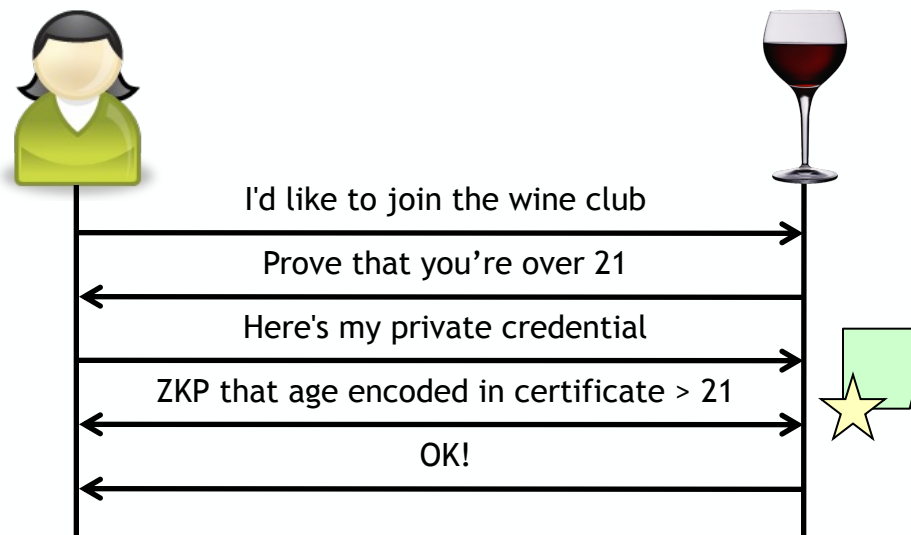 I'd like to join the wine club
Prove that you’re over 21
Here's my private credential
ZKP that age encoded in certificate > 21
OK!